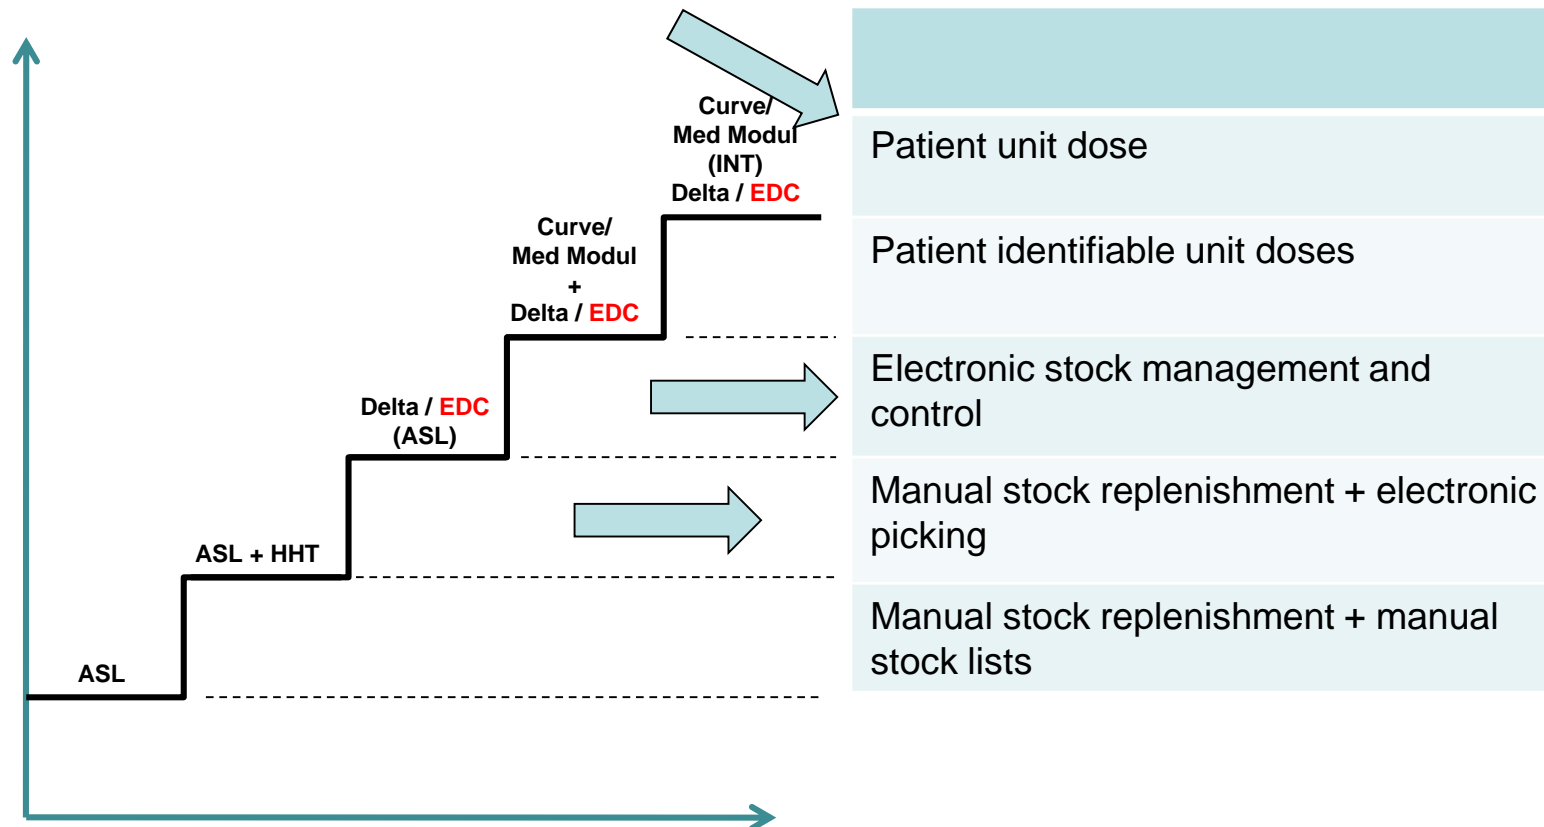 Curve/
Med Modul
(INT)
Delta / EDC
Curve/
Med Modul
+
Delta / EDC
Delta / EDC
(ASL)
ASL + HHT
ASL
Patient unit dose
Patient identifiable unit doses
Electronic stock management and
control
Manual stock replenishment + electronic
picking
Manual stock replenishment + manual
stock lists